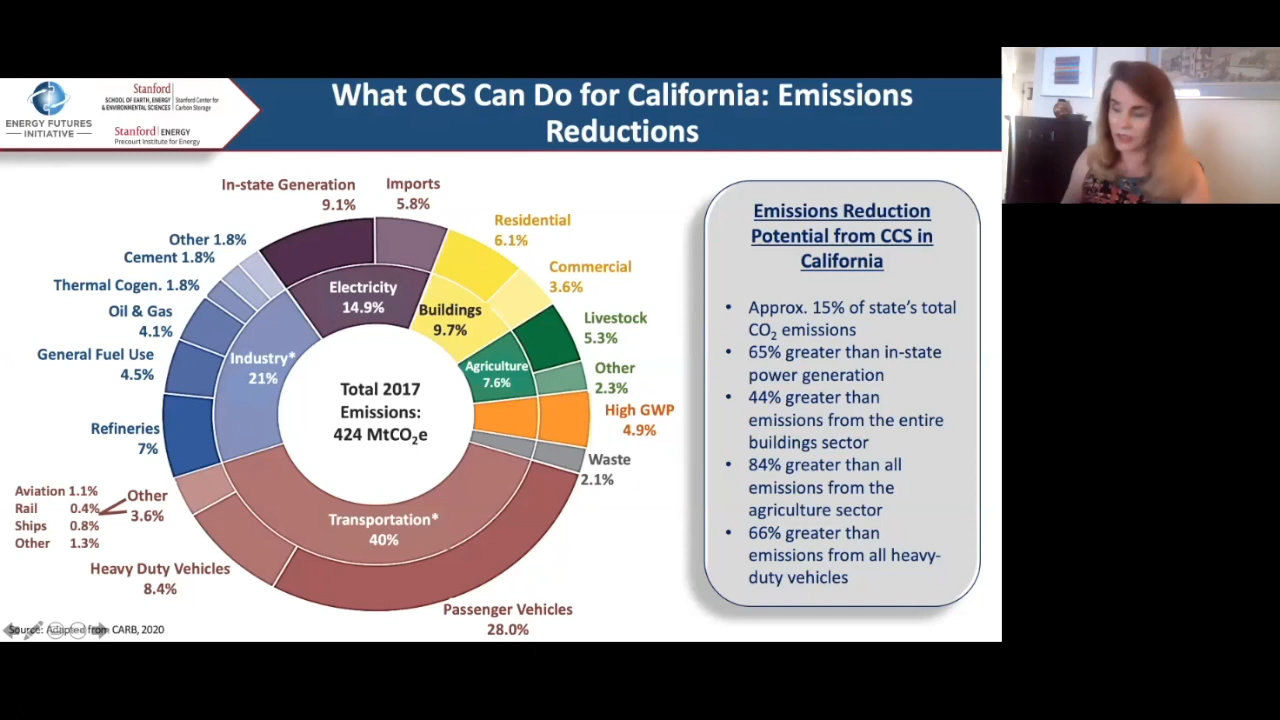 ENERGY FUTURES
INITIATIVE
Stanford
SCHOOL OF EARTH, ENERGY
& ENVIRONMENTAL SCIENCES
Stanford Center for
Carbon Storage
Stanford ENERGY
Precourt Institute for Energy
What CCS Can Do for California: Emissions
Reductions
In-state Generation
9.1%
Imports
5.8%
Residential
6.1%
Commercial
3.6%
Livestock
5.3%
Other
2.3%
High GWP
4.9%
Waste
2.1%
Passenger Vehicles
28.0%
Heavy Duty Vehicles
8.4%
Other
3.6%
Aviation 1.1%
Rail 0.4%
Ships 0.8%
Other 1.3%
Refineries
7%
General Fuel Use
4.5%
Oil & Gas
4.1%
Thermal Cogen. 1.8%
Cement 1.8%
Other 1.8%
Electricity
14.9%
Buildings
9.7%
Agriculture
7.6%
Industry*
21%
Transportation*
40%
Total 2017
Emissions:
424 MtCO₂e
Source: Adapted from CARB, 2020
Emissions Reduction
Potential from CCS in
California
• Approx. 15% of state's total
CO₂ emissions
• 65% greater than in-state
power generation
• 44% greater than
emissions from the entire
buildings sector
• 84% greater than all
emissions from the
agriculture sector
• 66% greater than
emissions from all heavy-
duty vehicles